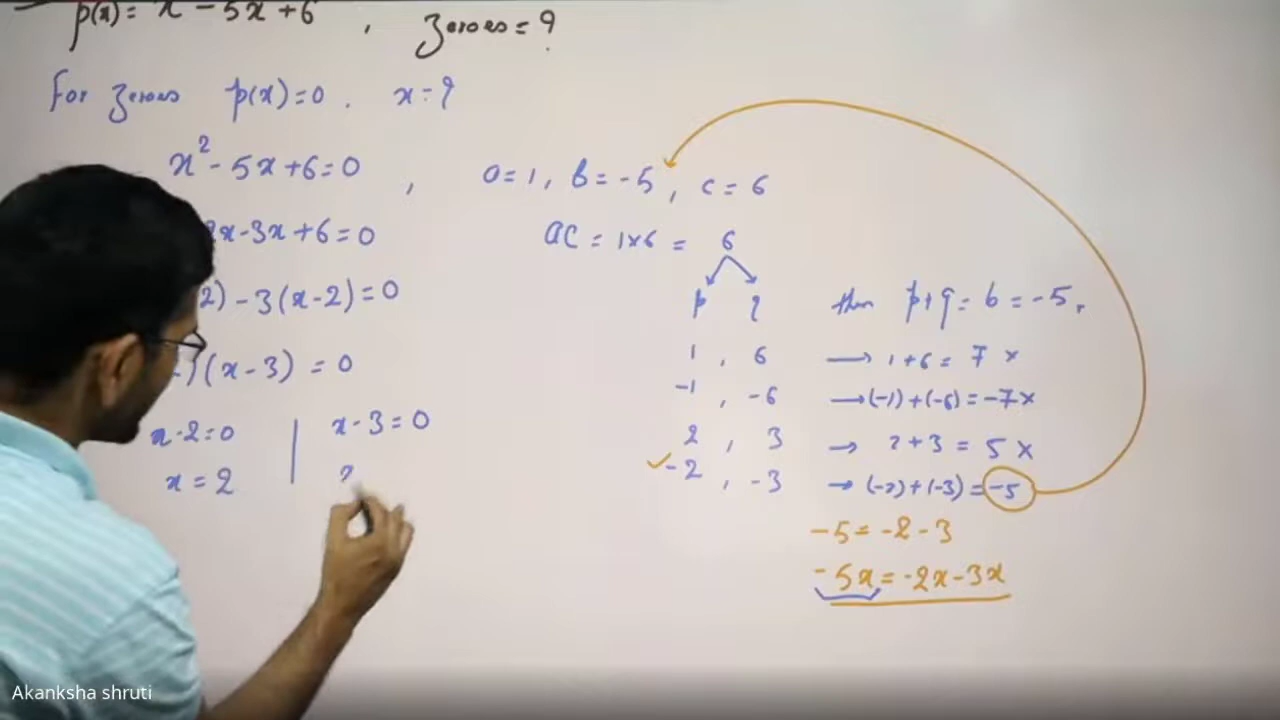 p(x) = x - 5x + 6 , zeroes = ?
For zeroes p(x) = 0 . x = ?
x² - 5x + 6 = 0 , a = 1, b = -5 , c = 6
2x - 3x + 6 = 0
ac = 1×6 = 6
2) - 3(x - 2) = 0
p q then p + q = b = -5,
)(x - 3) = 0
1 , 6 → 1 + 6 = 7 ×
-1 , -6 → (-1) + (-6) = -7 ×
x - 2 = 0 | x - 3 = 0
2 , 3 → 2 + 3 = 5 ×
x = 2
✓ -2 , -3 → (-2) + (-3) = -5
-5 = -2 - 3
-5x = -2x - 3x
Akanksha shruti